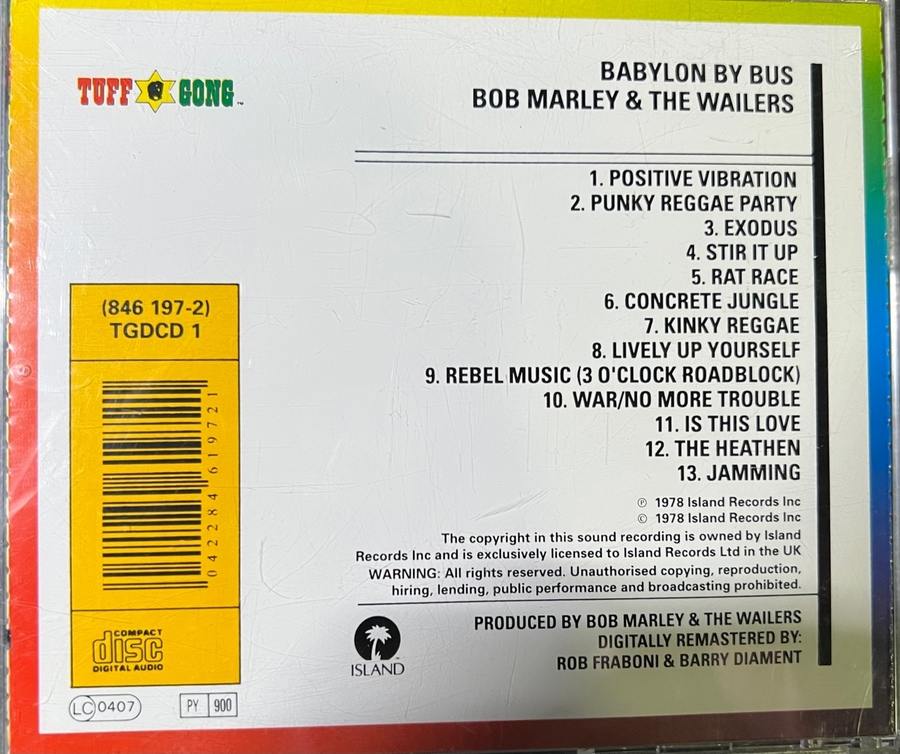 TUFF GONG™
BABYLON BY BUS
BOB MARLEY & THE WAILERS
1. POSITIVE VIBRATION
2. PUNKY REGGAE PARTY
3. EXODUS
4. STIR IT UP
5. RAT RACE
6. CONCRETE JUNGLE
7. KINKY REGGAE
8. LIVELY UP YOURSELF
9. REBEL MUSIC (3 O'CLOCK ROADBLOCK)
10. WAR/NO MORE TROUBLE
11. IS THIS LOVE
12. THE HEATHEN
13. JAMMING
℗ 1978 Island Records Inc
© 1978 Island Records Inc
The copyright in this sound recording is owned by Island
Records Inc and is exclusively licensed to Island Records Ltd in the UK
WARNING: All rights reserved. Unauthorised copying, reproduction,
hiring, lending, public performance and broadcasting prohibited.
PRODUCED BY BOB MARLEY & THE WAILERS
DIGITALLY REMASTERED BY:
ROB FRABONI & BARRY DIAMENT
ISLAND
(846 197-2)
TGDCD 1
042284619721
COMPACT
disc
DIGITAL AUDIO
LC 0407
PY 900